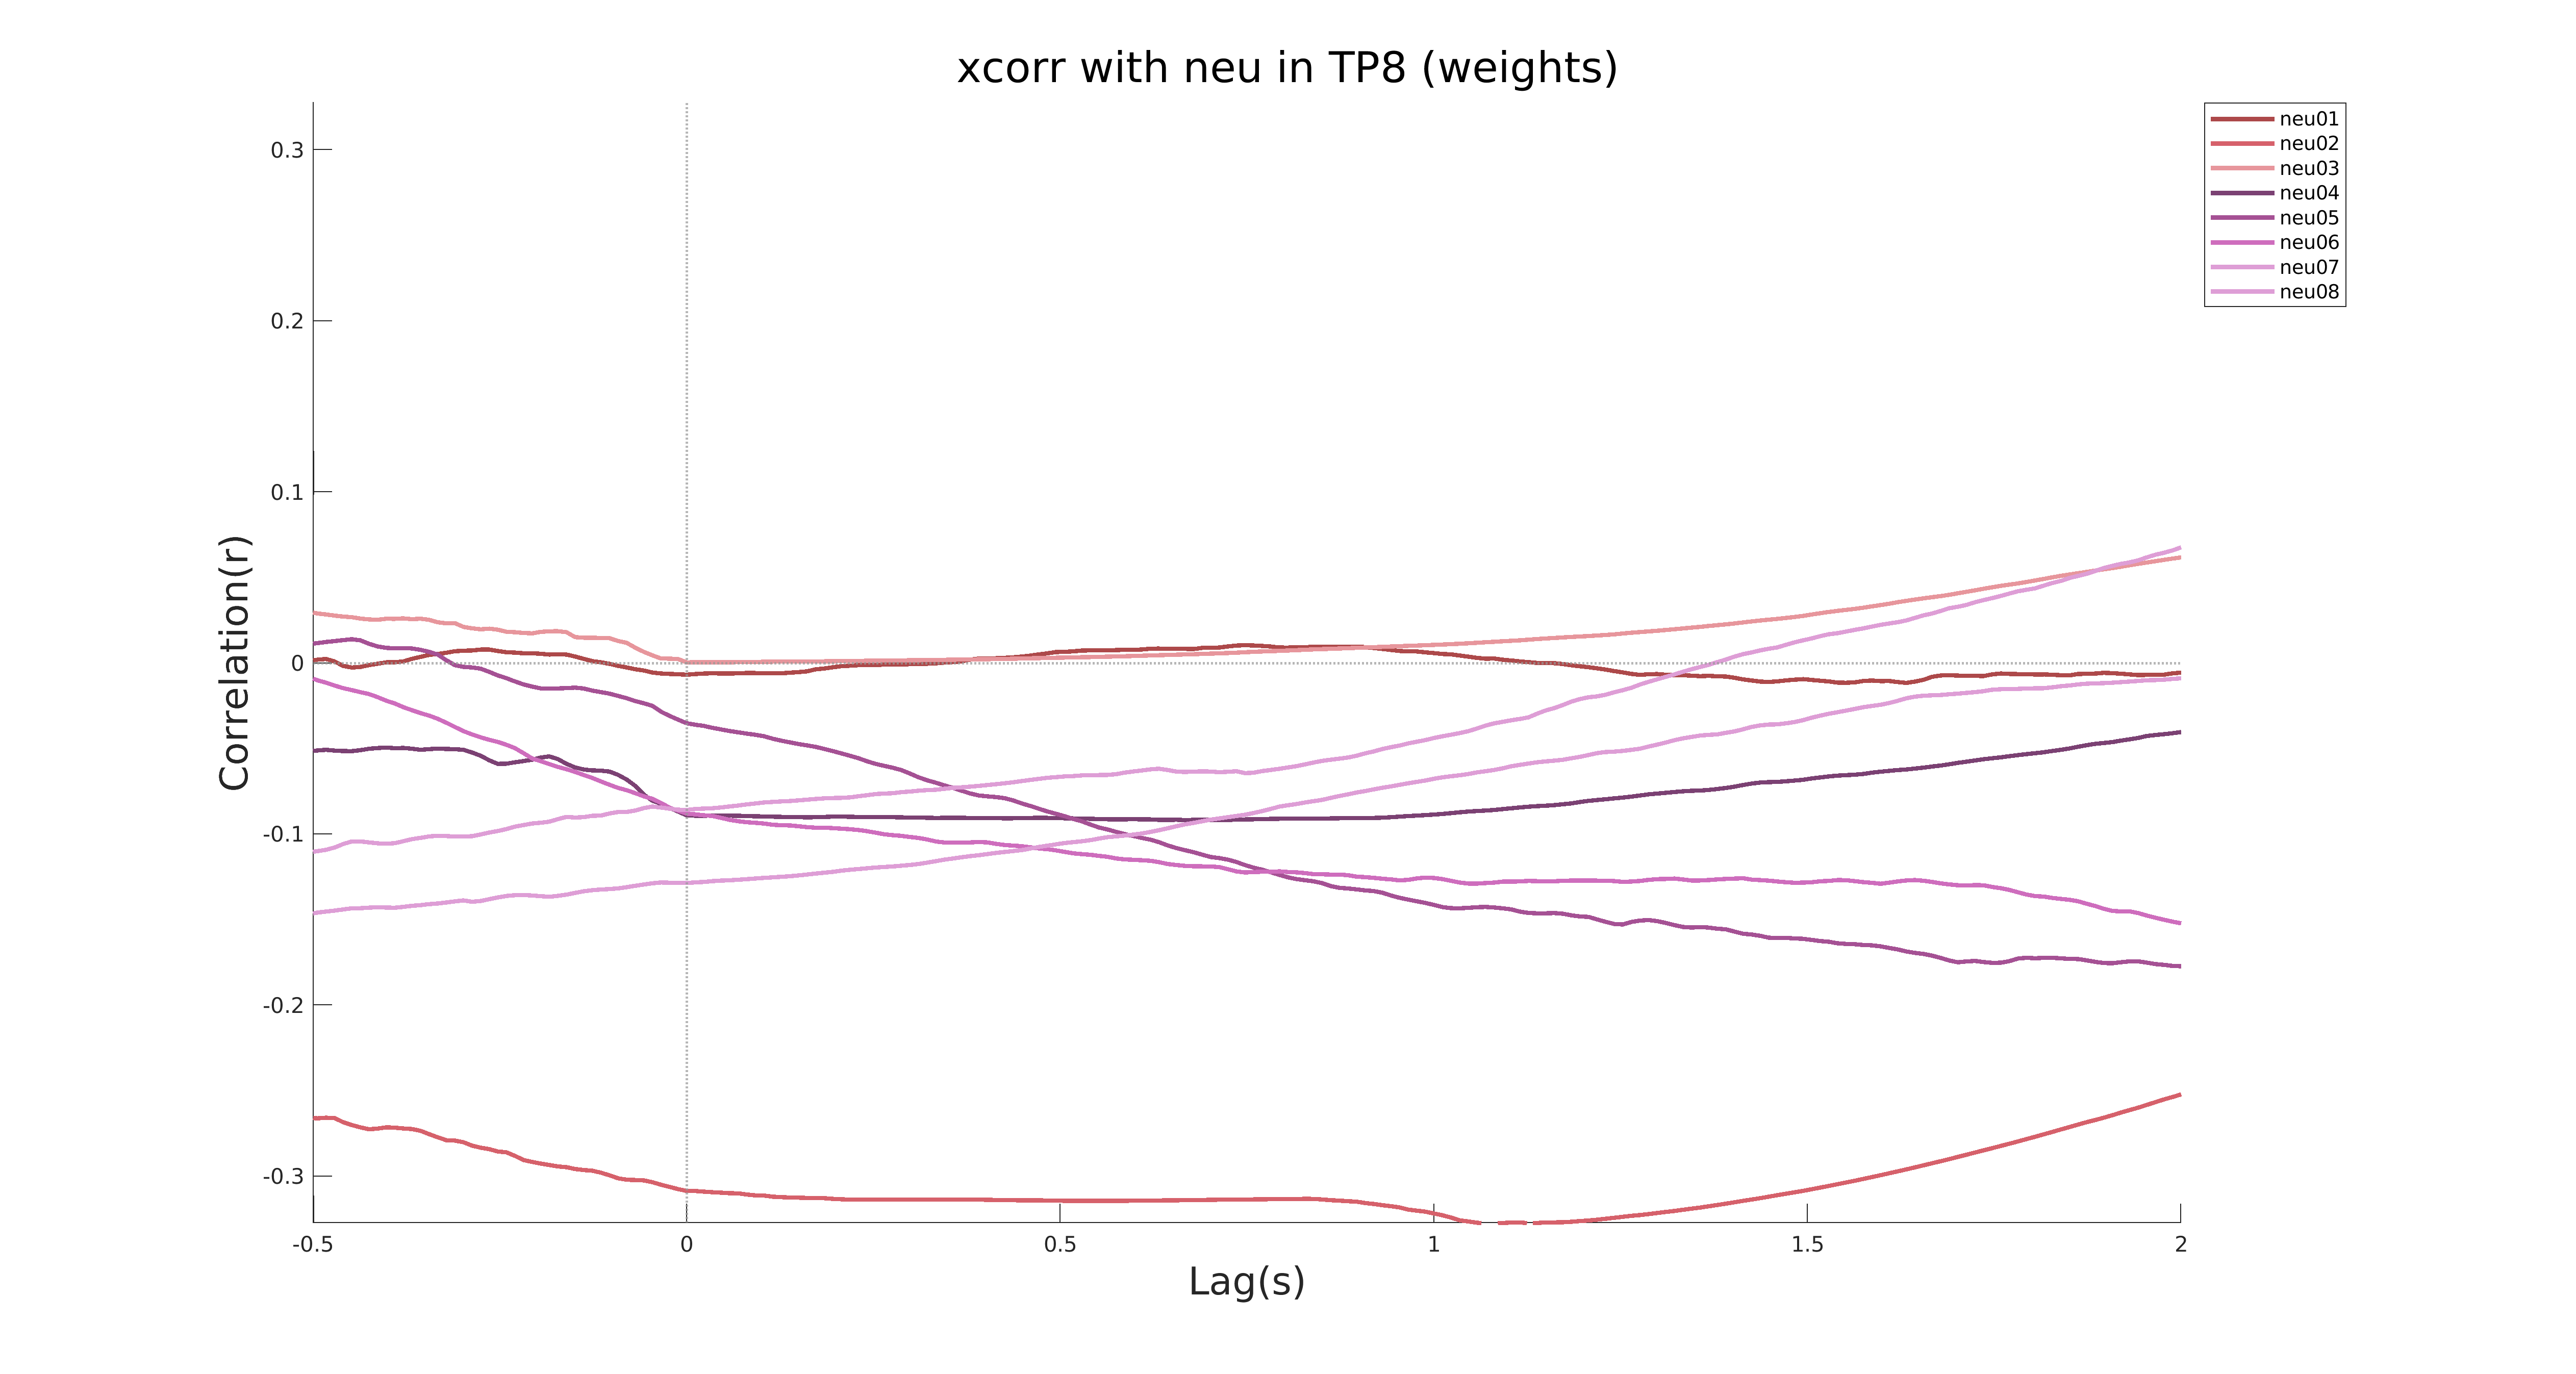 xcorr with neu in TP8 (weights)
neu01
neu02
neu03
neu04
neu05
neu06
neu07
neu08
Correlation(r)
0.3
0.2
0.1
0
-0.1
-0.2
-0.3
-0.5
0
0.5
1
1.5
2
Lag(s)